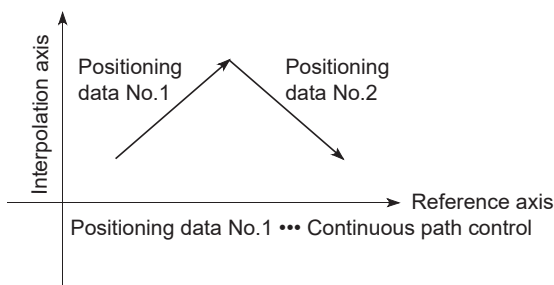 Interpolation axis
Positioning
data No.1
Positioning
data No.2
Reference axis
Positioning data No.1 ••• Continuous path control